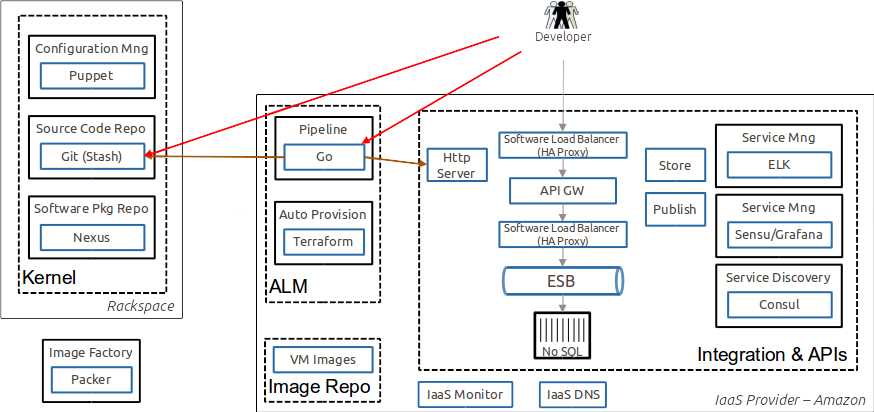 Developer
Configuration Mng
Puppet
Source Code Repo
Git (Stash)
Software Pkg Repo
Nexus
Kernel
Rackspace
Image Factory
Packer
Pipeline
Go
Auto Provision
Terraform
ALM
VM Images
Image Repo
Http
Server
Software Load Balancer
(HA Proxy)
API GW
Software Load Balancer
(HA Proxy)
ESB
No SQL
Store
Publish
Service Mng
ELK
Service Mng
Sensu/Grafana
Service Discovery
Consul
Integration & APIs
IaaS Monitor
IaaS DNS
IaaS Provider – Amazon